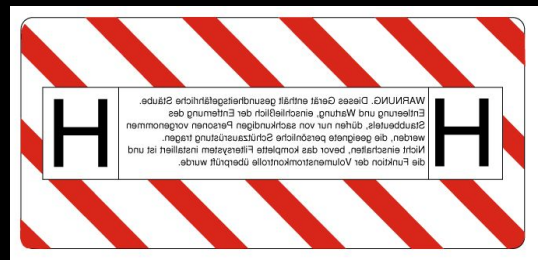 H
WARNUNG. Dieses Gerät enthält gesundheitsgefährliche Stäube.
Entleerung und Wartung, einschließlich der Entfernung des
Staubbeutels, dürfen nur von sachkundigen Personen vorgenommen
werden, die geeignete persönliche Schützausrüstung tragen.
Nicht einschalten, bevor das komplette Filtersystem installiert ist und
die Funktion der Volumenstromkontrolle überprüft wurde.
H